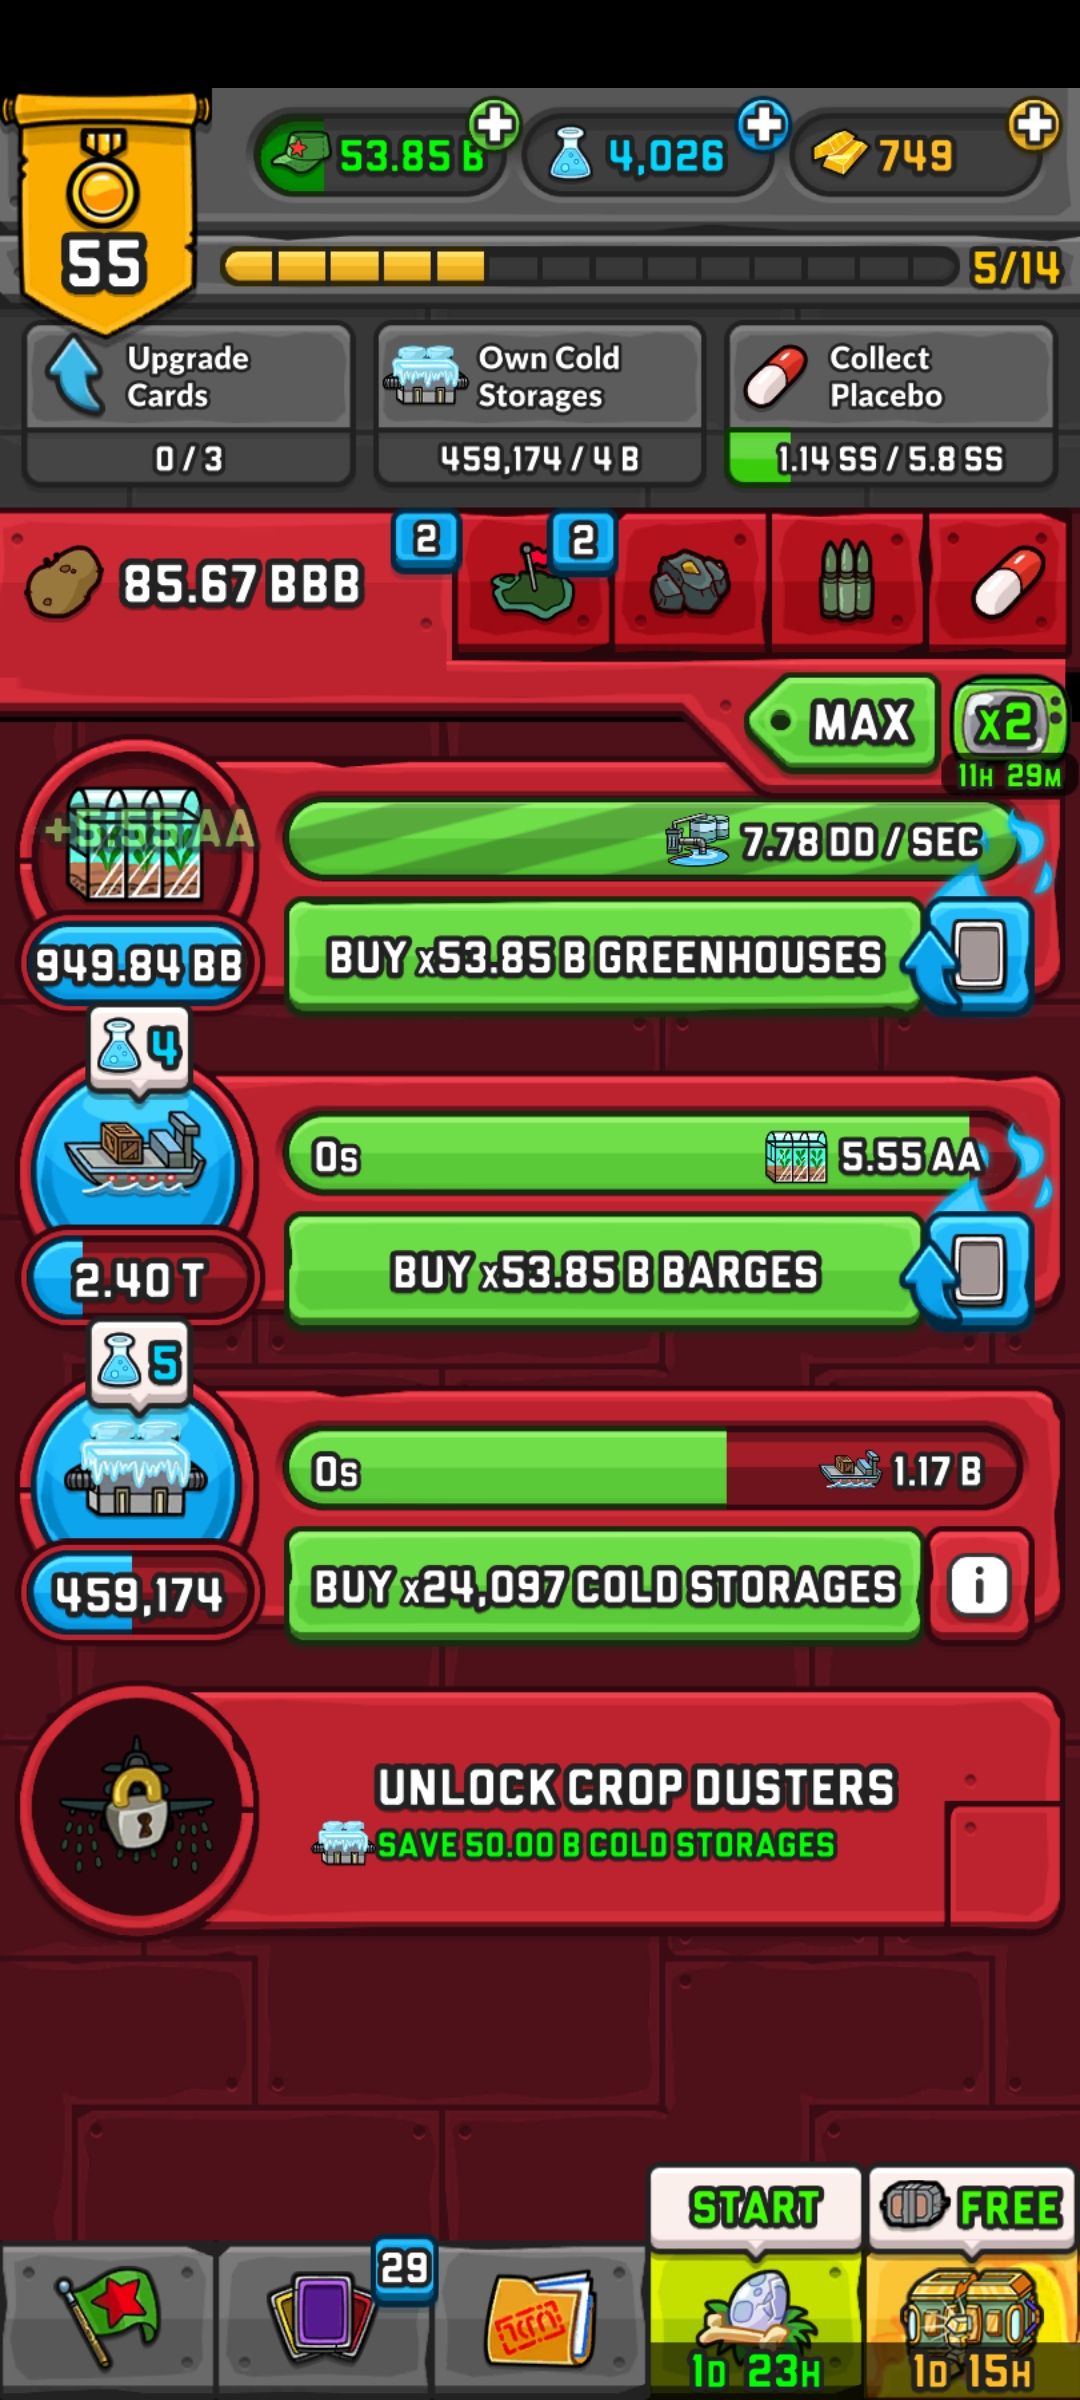 55
53.85 B
4,026
749
5/14
Upgrade
Cards
0 / 3
Own Cold
Storages
459,174 / 4 B
Collect
Placebo
1.14 SS / 5.8 SS
85.67 BBB
2
2
MAX
x2
11H 29M
+5.55 AA
7.78 DD / SEC
949.84 BB
BUY x53.85 B GREENHOUSES
4
0s
5.55 AA
2.40 T
BUY x53.85 B BARGES
5
0s
1.17 B
459,174
BUY x24,097 COLD STORAGES
i
UNLOCK CROP DUSTERS
SAVE 50.00 B COLD STORAGES
START
FREE
29
1D 23H
1D 15H